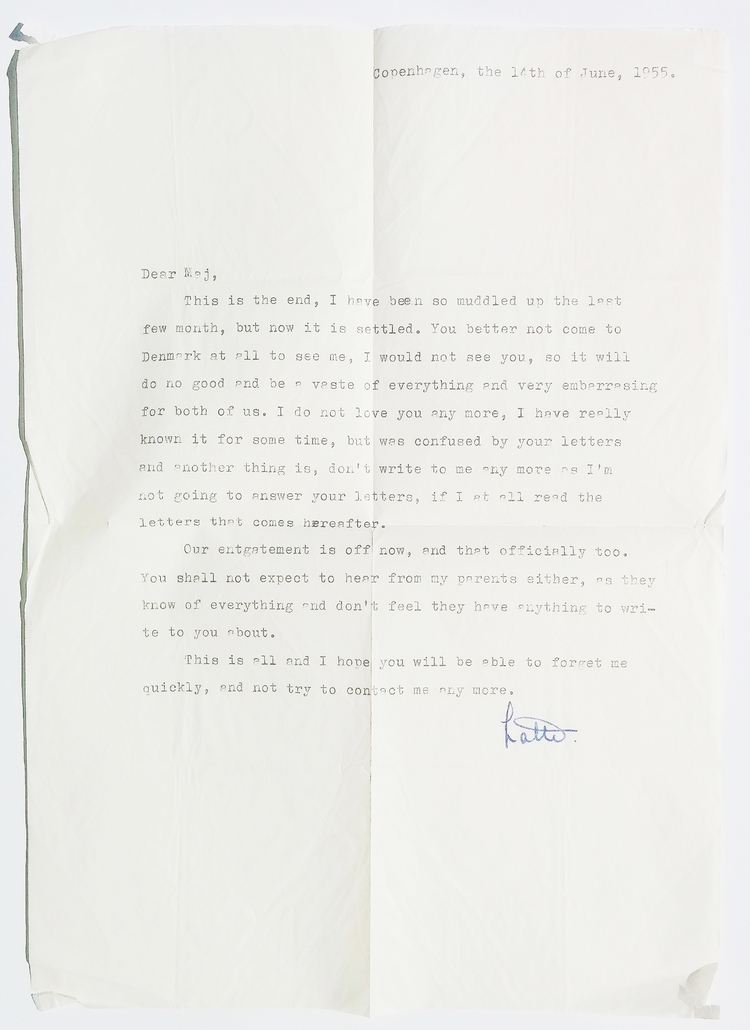 Copenhagen, the 14th of June, 1955.
Dear Maj,
This is the end, I have been so muddled up the last
few month, but now it is settled. You better not come to
Denmark at all to see me, I would not see you, so it will
do no good and be a vaste of everything and very embarrasing
for both of us. I do not love you any more, I have really
known it for some time, but was confused by your letters
and another thing is, don't write to me any more as I'm
not going to answer your letters, if I at all read the
letters that comes hereafter.
Our entgatement is off now, and that officially too.
You shall not expect to hear from my parents either, as they
know of everything and don't feel they have anything to wri-
te to you about.
This is all and I hope you will be able to forget me
quickly, and not try to contact me any more.